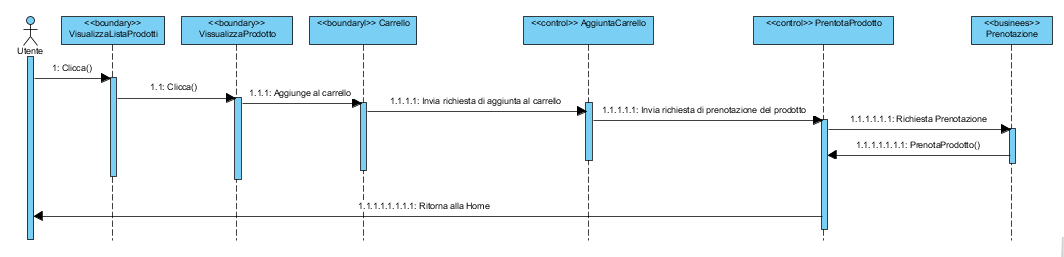 <<boundary>>
VisualizzaListaProdotti
<<boundary>>
VisualizzaProdotto
<<boundaryl>> Carrello
<<control>> AggiuntaCarrello
<<control>> PrentotaProdotto
<<businees>>
Prenotazione
Utente
1: Clicca()
1.1: Clicca()
1.1.1: Aggiunge al carrello
1.1.1.1: Invia richiesta di aggiunta al carrello
1.1.1.1.1: Invia richiesta di prenotazione del prodotto
1.1.1.1.1.1: Richiesta Prenotazione
1.1.1.1.1.1.1: PrenotaProdotto()
1.1.1.1.1.1.1.1: Ritorna alla Home